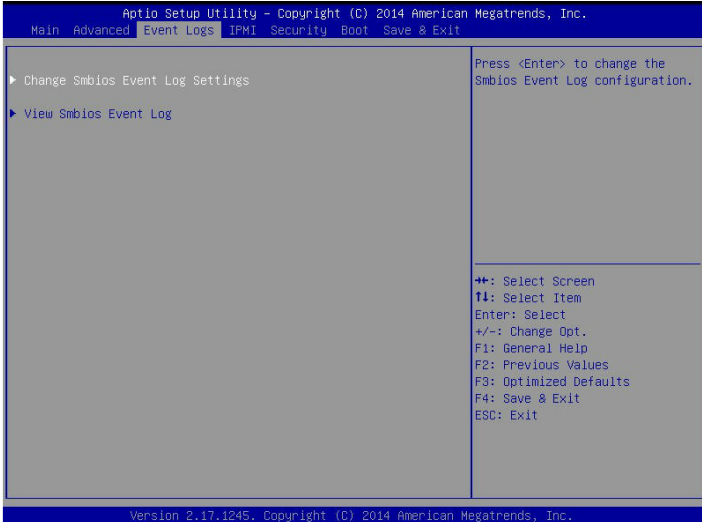 Aptio Setup Utility – Copyright (C) 2014 American Megatrends, Inc.
Main Advanced Event Logs IPMI Security Boot Save & Exit
▶ Change Smbios Event Log Settings
▶ View Smbios Event Log
Press <Enter> to change the
Smbios Event Log configuration.
→←: Select Screen
↑↓: Select Item
Enter: Select
+/-: Change Opt.
F1: General Help
F2: Previous Values
F3: Optimized Defaults
F4: Save & Exit
ESC: Exit
Version 2.17.1245. Copyright (C) 2014 American Megatrends, Inc.